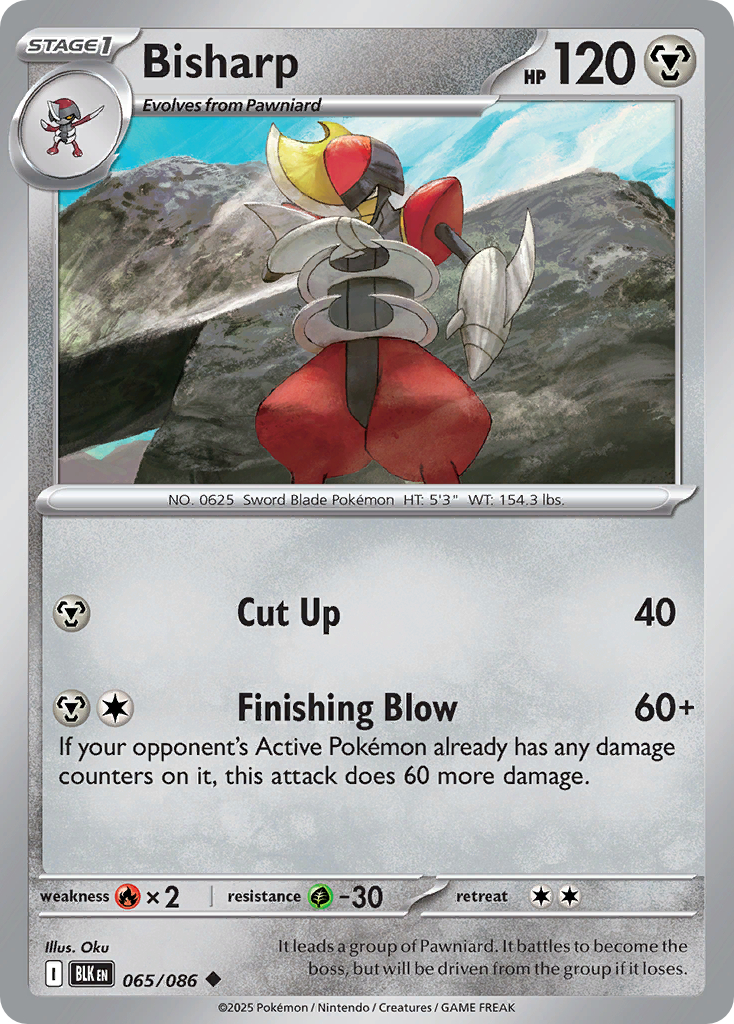 STAGE1
Bisharp
HP 120
Evolves from Pawniard
NO. 0625 Sword Blade Pokémon HT: 5'3" WT: 154.3 lbs.
Cut Up 40
Finishing Blow 60+
If your opponent's Active Pokémon already has any damage
counters on it, this attack does 60 more damage.
weakness ×2 resistance -30 retreat
Illus. Oku
It leads a group of Pawniard. It battles to become the
boss, but will be driven from the group if it loses.
I BLK EN 065/086
©2025 Pokémon / Nintendo / Creatures / GAME FREAK